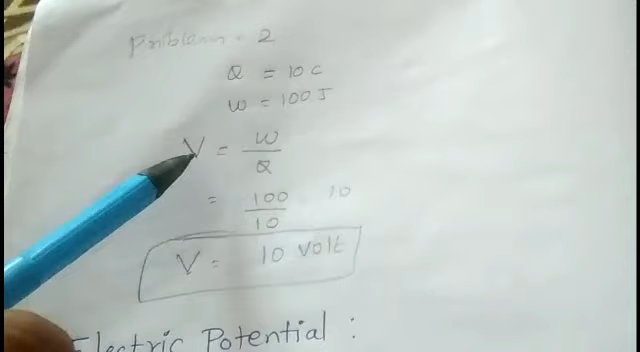 Problem - 2
Q = 10 C
W = 100 J
V = W / Q
= 100 / 10 10
V = 10 volt
Electric Potential :